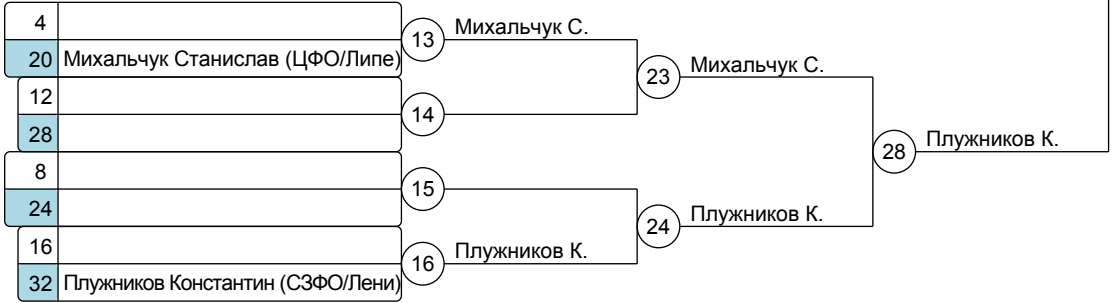 4
Михальчук С.
13
20 Михальчук Станислав (ЦФО/Липе)
Михальчук С.
23
12
14
28
Плужников К.
28
8
15
24
Плужников К.
24
16
Плужников К.
16
32 Плужников Константин (СЗФО/Лени)